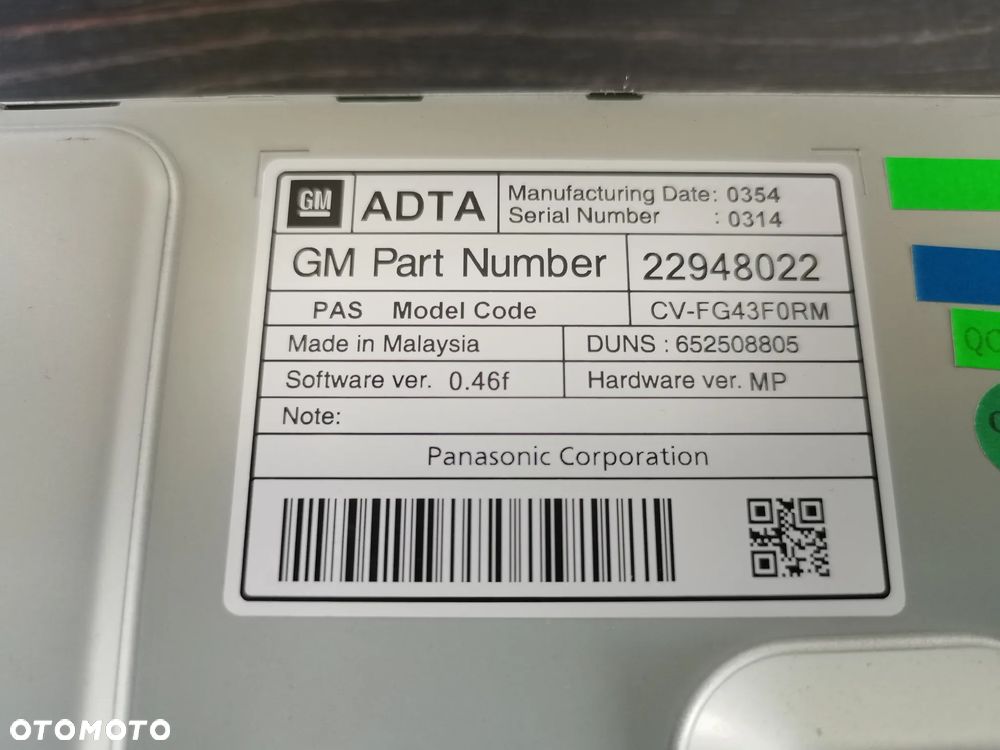 GM
ADTA
Manufacturing Date: 0354
Serial Number : 0314
GM Part Number 22948022
PAS Model Code CV-FG43F0RM
Made in Malaysia DUNS : 652508805
Software ver. 0.46f Hardware ver. MP
Note:
Panasonic Corporation
QC
OTOMOTO